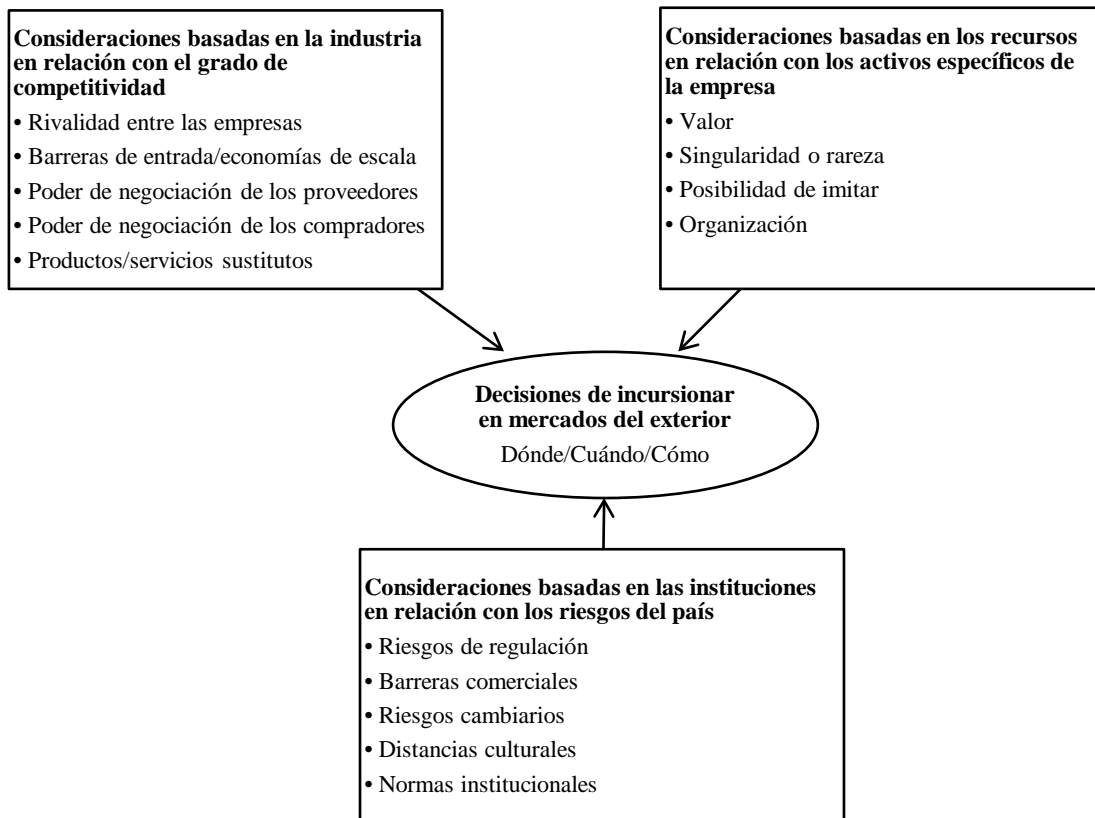 Consideraciones basadas en la industria
en relación con el grado de
competitividad
• Rivalidad entre las empresas
• Barreras de entrada/economías de escala
• Poder de negociación de los proveedores
• Poder de negociación de los compradores
• Productos/servicios sustitutos
Consideraciones basadas en los recursos
en relación con los activos específicos de
la empresa
• Valor
• Singularidad o rareza
• Posibilidad de imitar
• Organización
Decisiones de incursionar
en mercados del exterior
Dónde/Cuándo/Cómo
Consideraciones basadas en las instituciones
en relación con los riesgos del país
• Riesgos de regulación
• Barreras comerciales
• Riesgos cambiarios
• Distancias culturales
• Normas institucionales